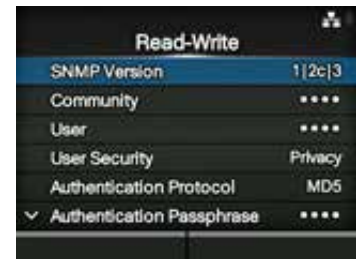 Read-Write
SNMP Version 1|2c|3
Community ••••
User ••••
User Security Privacy
Authentication Protocol MD5
Authentication Passphrase ••••